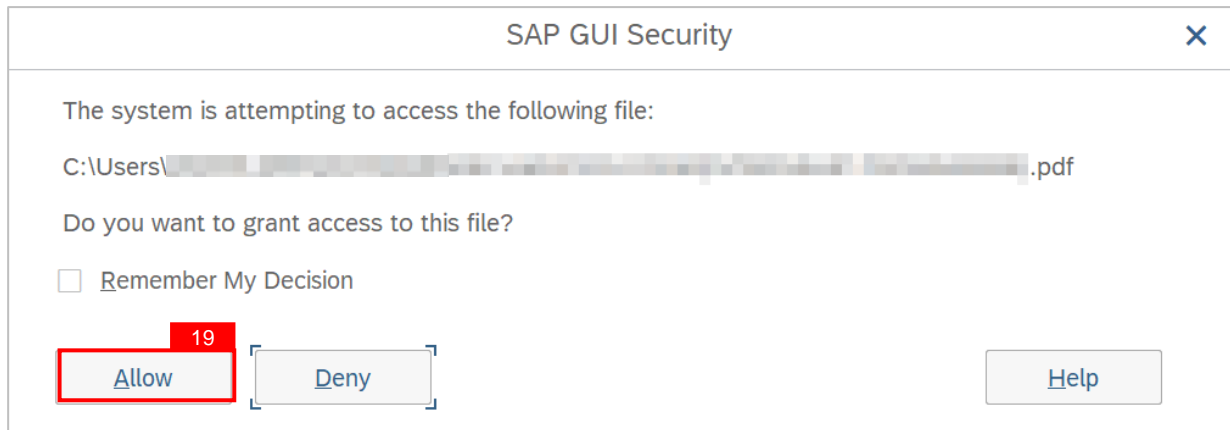 SAP GUI Security
The system is attempting to access the following file:
C:\Users\ .pdf
Do you want to grant access to this file?
Remember My Decision
19
Allow Deny Help